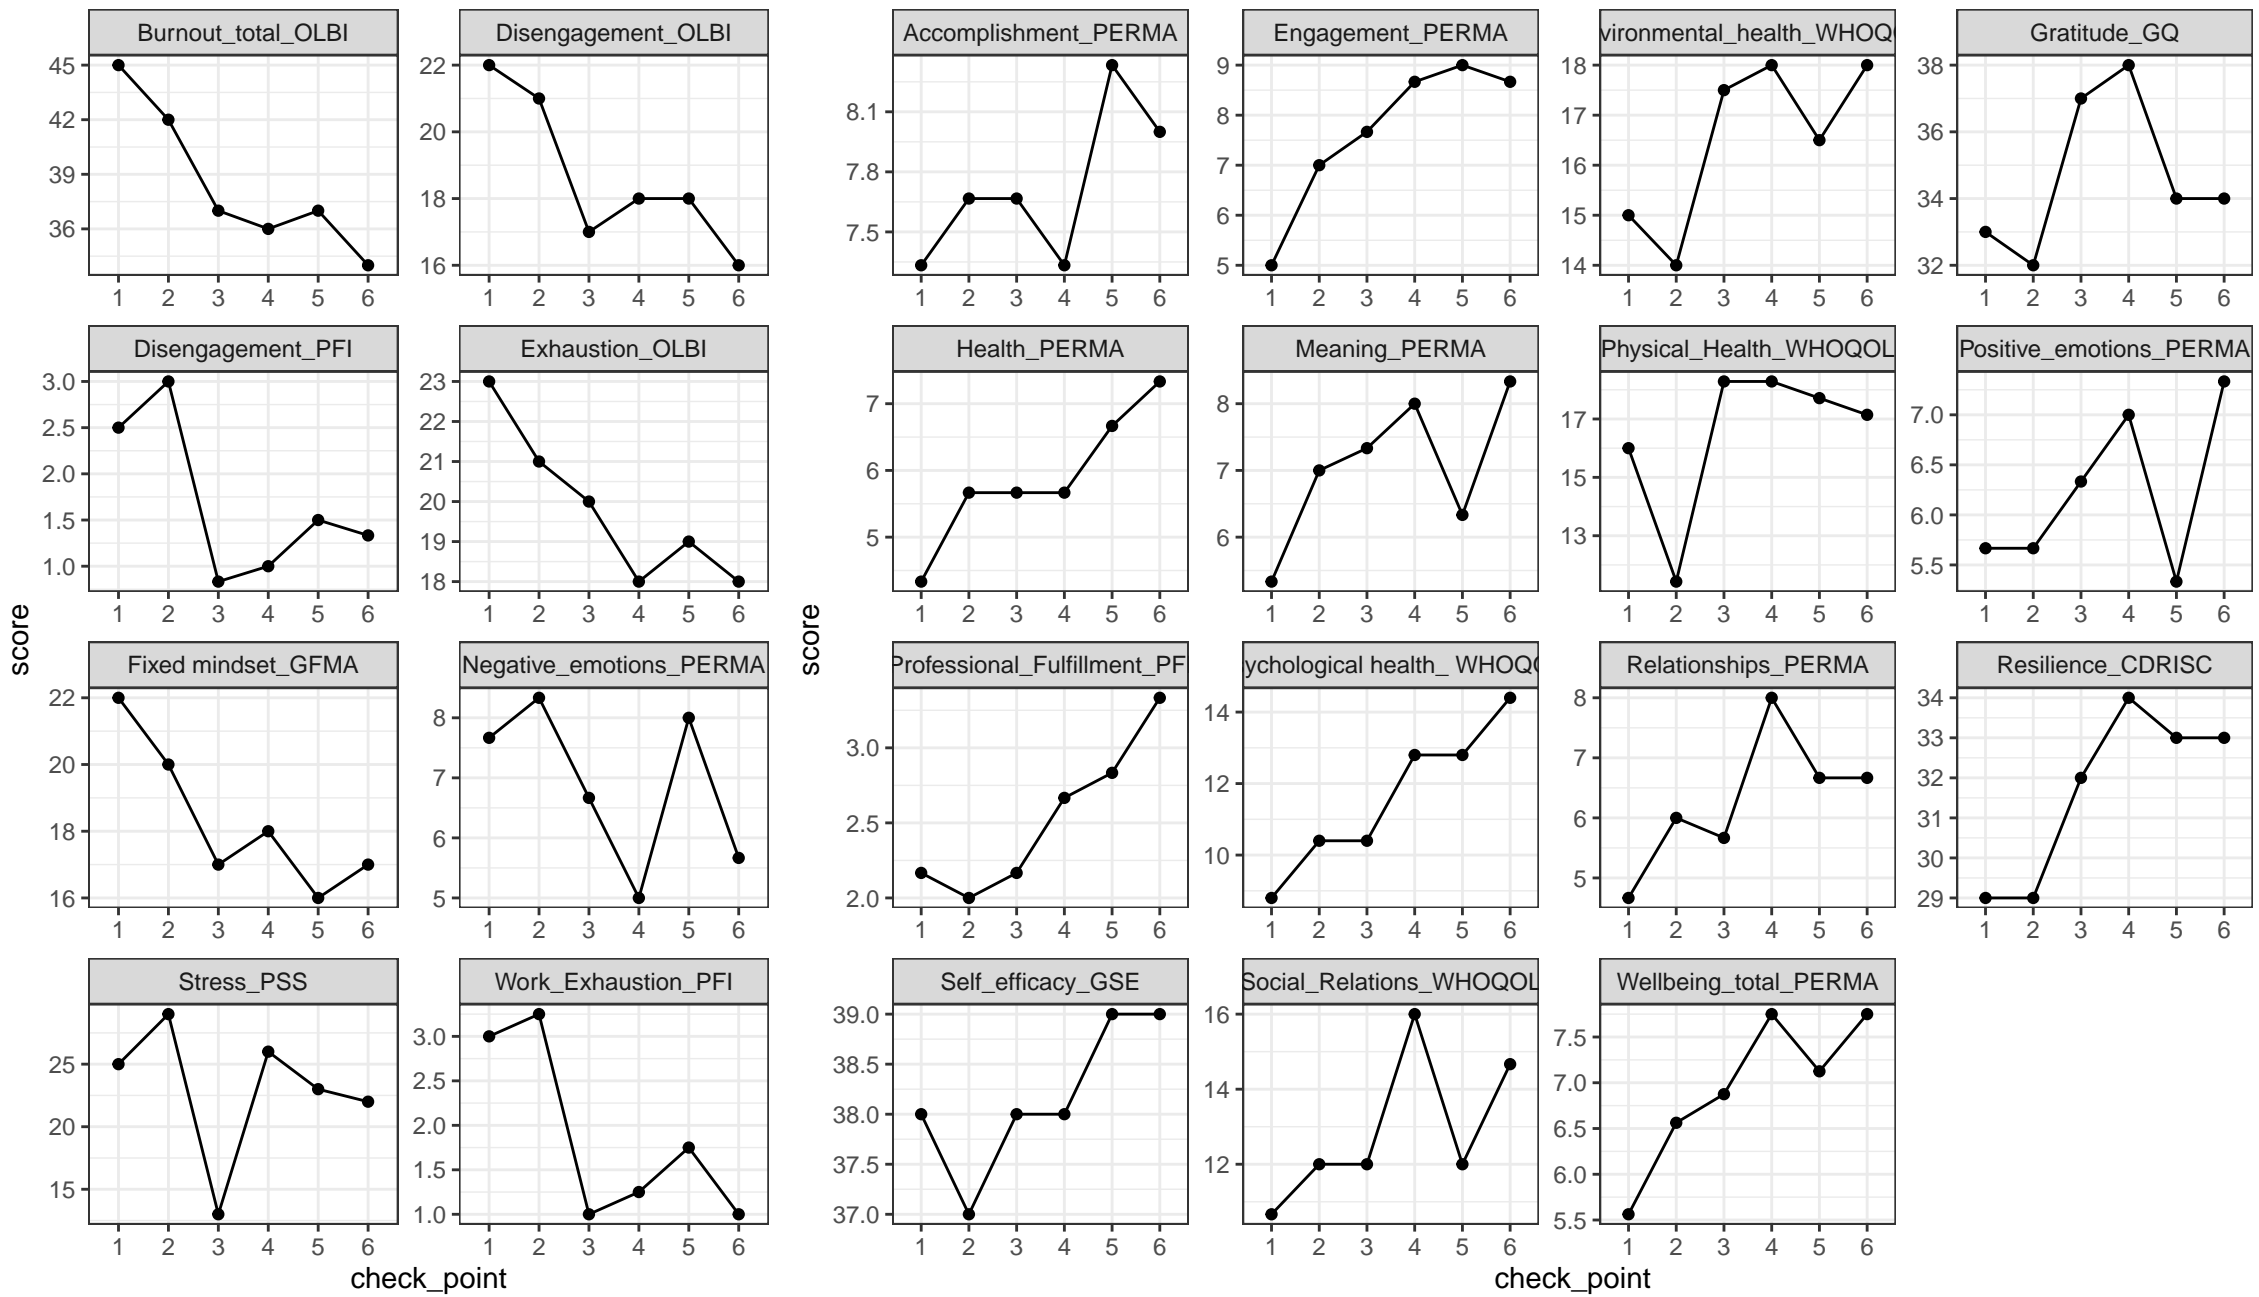 Burnout_total_OLBI
Disengagement_OLBI
45
42
39
36
1 2 3 4 5 6
22
20
18
16
1 2 3 4 5 6
Disengagement_PFI
Exhaustion_OLBI
3.0
2.5
2.0
1.5
1.0
1 2 3 4 5 6
23
22
21
20
19
18
1 2 3 4 5 6
Fixed mindset_GFMA
Negative_emotions_PERMA
22
20
18
16
1 2 3 4 5 6
8
7
6
5
1 2 3 4 5 6
Stress_PSS
Work_Exhaustion_PFI
25
20
15
1 2 3 4 5 6
3.0
2.5
2.0
1.5
1.0
1 2 3 4 5 6
score
check_point
Accomplishment_PERMA
Engagement_PERMA
vironmental_health_WHOQ
Gratitude_GQ
8.1
7.8
7.5
1 2 3 4 5 6
9
8
7
6
5
1 2 3 4 5 6
18
17
16
15
14
1 2 3 4 5 6
38
36
34
32
1 2 3 4 5 6
Health_PERMA
Meaning_PERMA
Physical_Health_WHOQOL
Positive_emotions_PERMA
7
6
5
1 2 3 4 5 6
8
7
6
1 2 3 4 5 6
17
15
13
1 2 3 4 5 6
7.0
6.5
6.0
5.5
1 2 3 4 5 6
Professional_Fulfillment_PF
ychological health_ WHOQ
Relationships_PERMA
Resilience_CDRISC
3.0
2.5
2.0
1 2 3 4 5 6
14
12
10
1 2 3 4 5 6
8
7
6
5
1 2 3 4 5 6
34
33
32
31
30
29
1 2 3 4 5 6
Self_efficacy_GSE
Social_Relations_WHOQOL
Wellbeing_total_PERMA
39.0
38.5
38.0
37.5
37.0
1 2 3 4 5 6
16
14
12
1 2 3 4 5 6
7.5
7.0
6.5
6.0
5.5
1 2 3 4 5 6
score
check_point